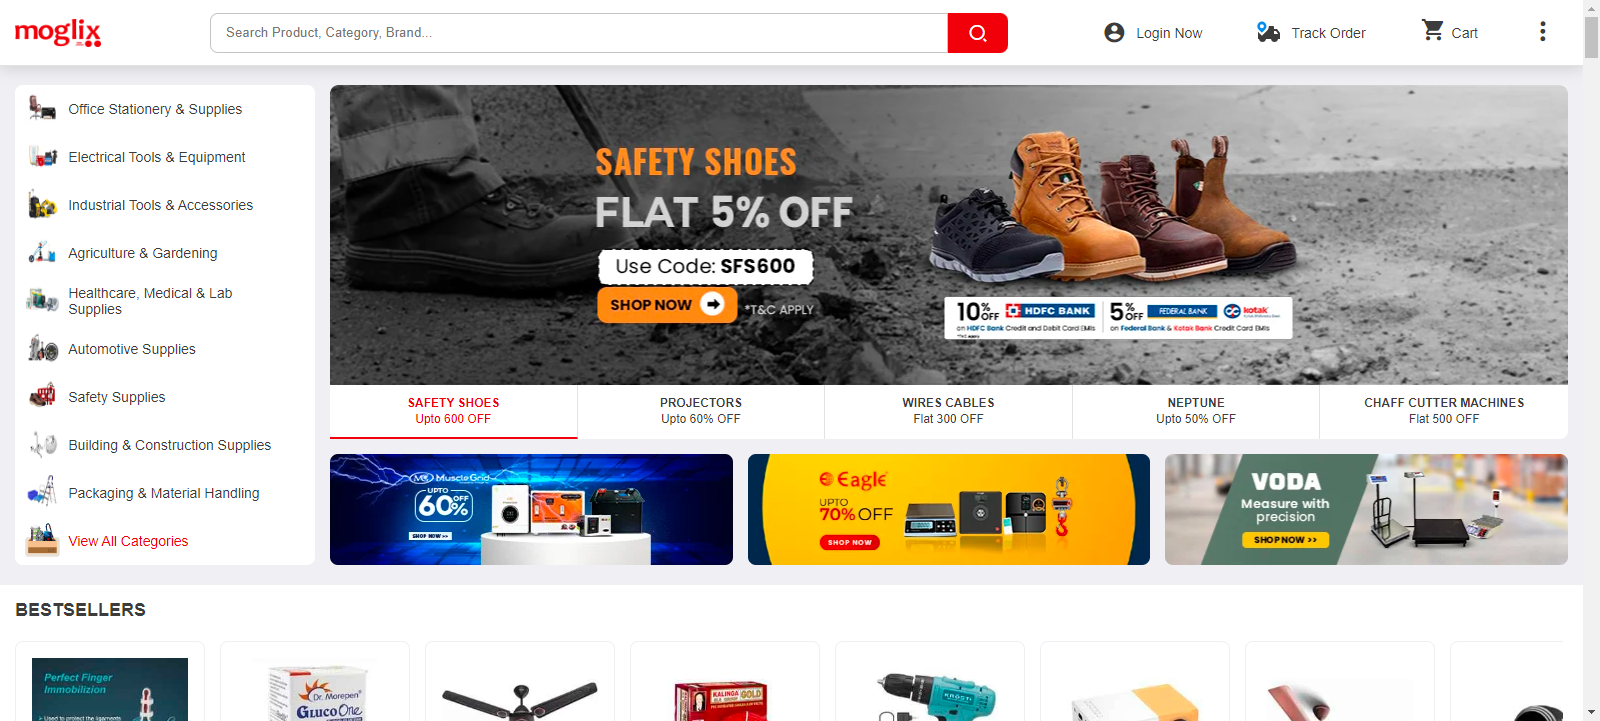 moglix
Search Product, Category, Brand...
Login Now
Track Order
Cart
Office Stationery & Supplies
Electrical Tools & Equipment
Industrial Tools & Accessories
Agriculture & Gardening
Healthcare, Medical & Lab
Supplies
Automotive Supplies
Safety Supplies
Building & Construction Supplies
Packaging & Material Handling
View All Categories
SAFETY SHOES
FLAT 5% OFF
Use Code: SFS600
SHOP NOW
*T&C APPLY
10% OFF HDFC BANK
on HDFC Bank Credit and Debit Card EMIs
*T&C APPLY
5% OFF FEDERAL BANK kotak
on Federal Bank & Kotak Bank Credit Card EMIs
SAFETY SHOES
Upto 600 OFF
PROJECTORS
Upto 60% OFF
WIRES CABLES
Flat 300 OFF
NEPTUNE
Upto 50% OFF
CHAFF CUTTER MACHINES
Flat 500 OFF
MuscleGrid
UPTO
60% OFF
SHOP NOW >>
Eagle
UPTO
70% OFF
SHOP NOW
VODA
Measure with
precision
SHOP NOW >>
BESTSELLERS
Perfect Finger
Immobilizion
Used to protect the ligaments
Dr. Morepen
GLUCO ONE
KALINGA
GOLD